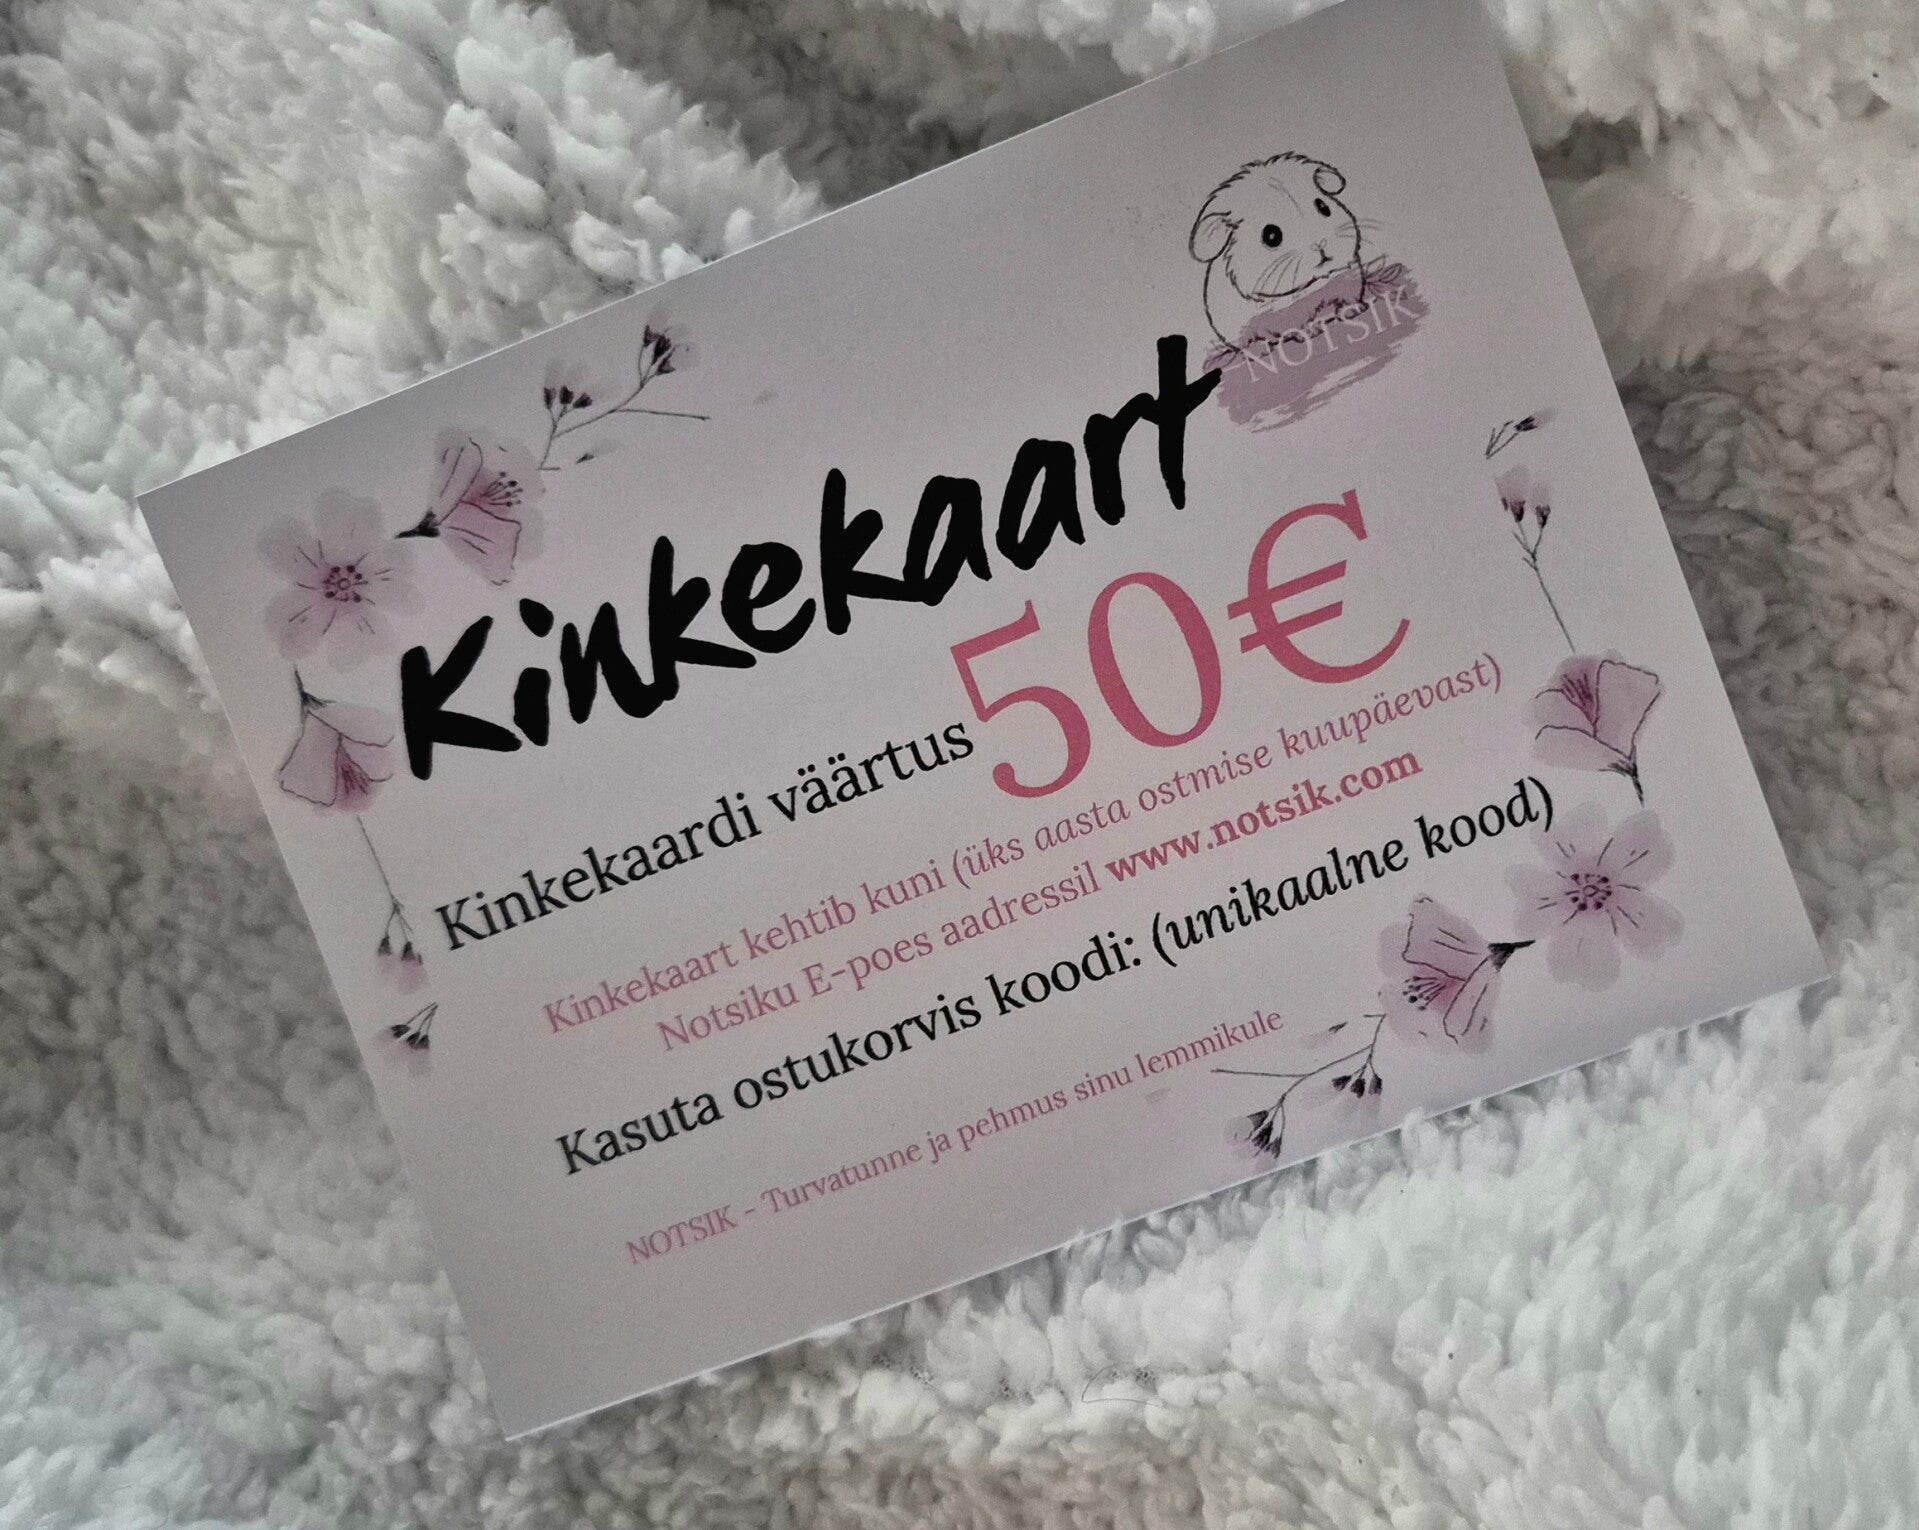 NOTSIK
Kinkekaart
Kinkekaardi väärtus 50€
Kinkekaart kehtib kuni (üks aasta ostmise kuupäevast)
Notsiku E-poes aadressil www.notsik.com
Kasuta ostukorvis koodi: (unikaalne kood)
NOTSIK - Turvatunne ja pehmus sinu lemmikule